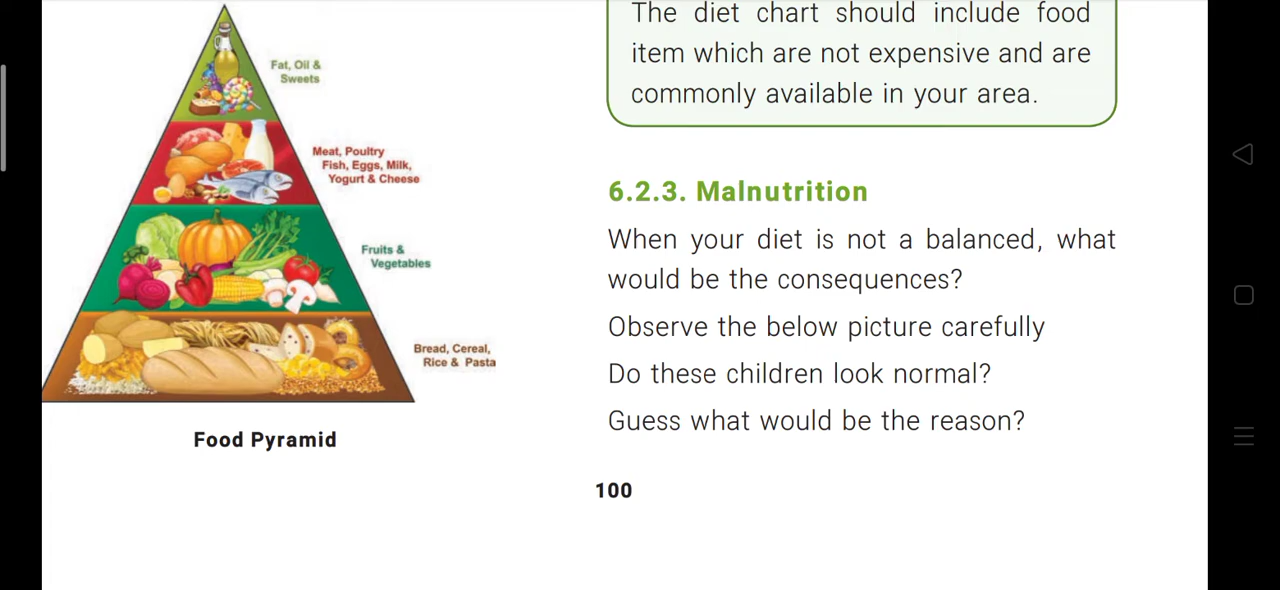 Fat, Oil &
Sweets
Meat, Poultry
Fish, Eggs, Milk,
Yogurt & Cheese
Fruits &
Vegetables
Bread, Cereal,
Rice & Pasta
Food Pyramid
The diet chart should include food
item which are not expensive and are
commonly available in your area.
6.2.3. Malnutrition
When your diet is not a balanced, what
would be the consequences?
Observe the below picture carefully
Do these children look normal?
Guess what would be the reason?
100